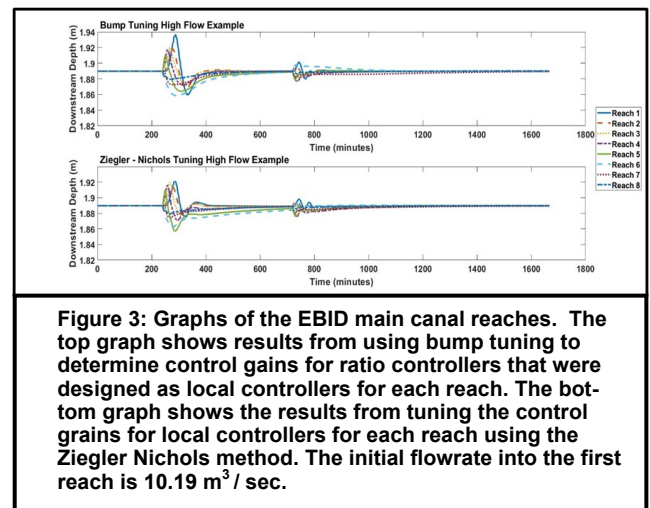 Bump Tuning High Flow Example
Downstream Depth (m)
1.94
1.92
1.9
1.88
1.86
1.84
1.82
0 200 400 600 800 1000 1200 1400 1600 1800
Time (minutes)
Reach 1
Reach 2
Reach 3
Reach 4
Reach 5
Reach 6
Reach 7
Reach 8
Ziegler - Nichols Tuning High Flow Example
Downstream Depth (m)
1.92
1.9
1.88
1.86
1.84
1.82
0 200 400 600 800 1000 1200 1400 1600 1800
Time (minutes)
Figure 3: Graphs of the EBID main canal reaches. The
top graph shows results from using bump tuning to
determine control gains for ratio controllers that were
designed as local controllers for each reach. The bot-
tom graph shows the results from tuning the control
grains for local controllers for each reach using the
Ziegler Nichols method. The initial flowrate into the first
reach is 10.19 m³ / sec.